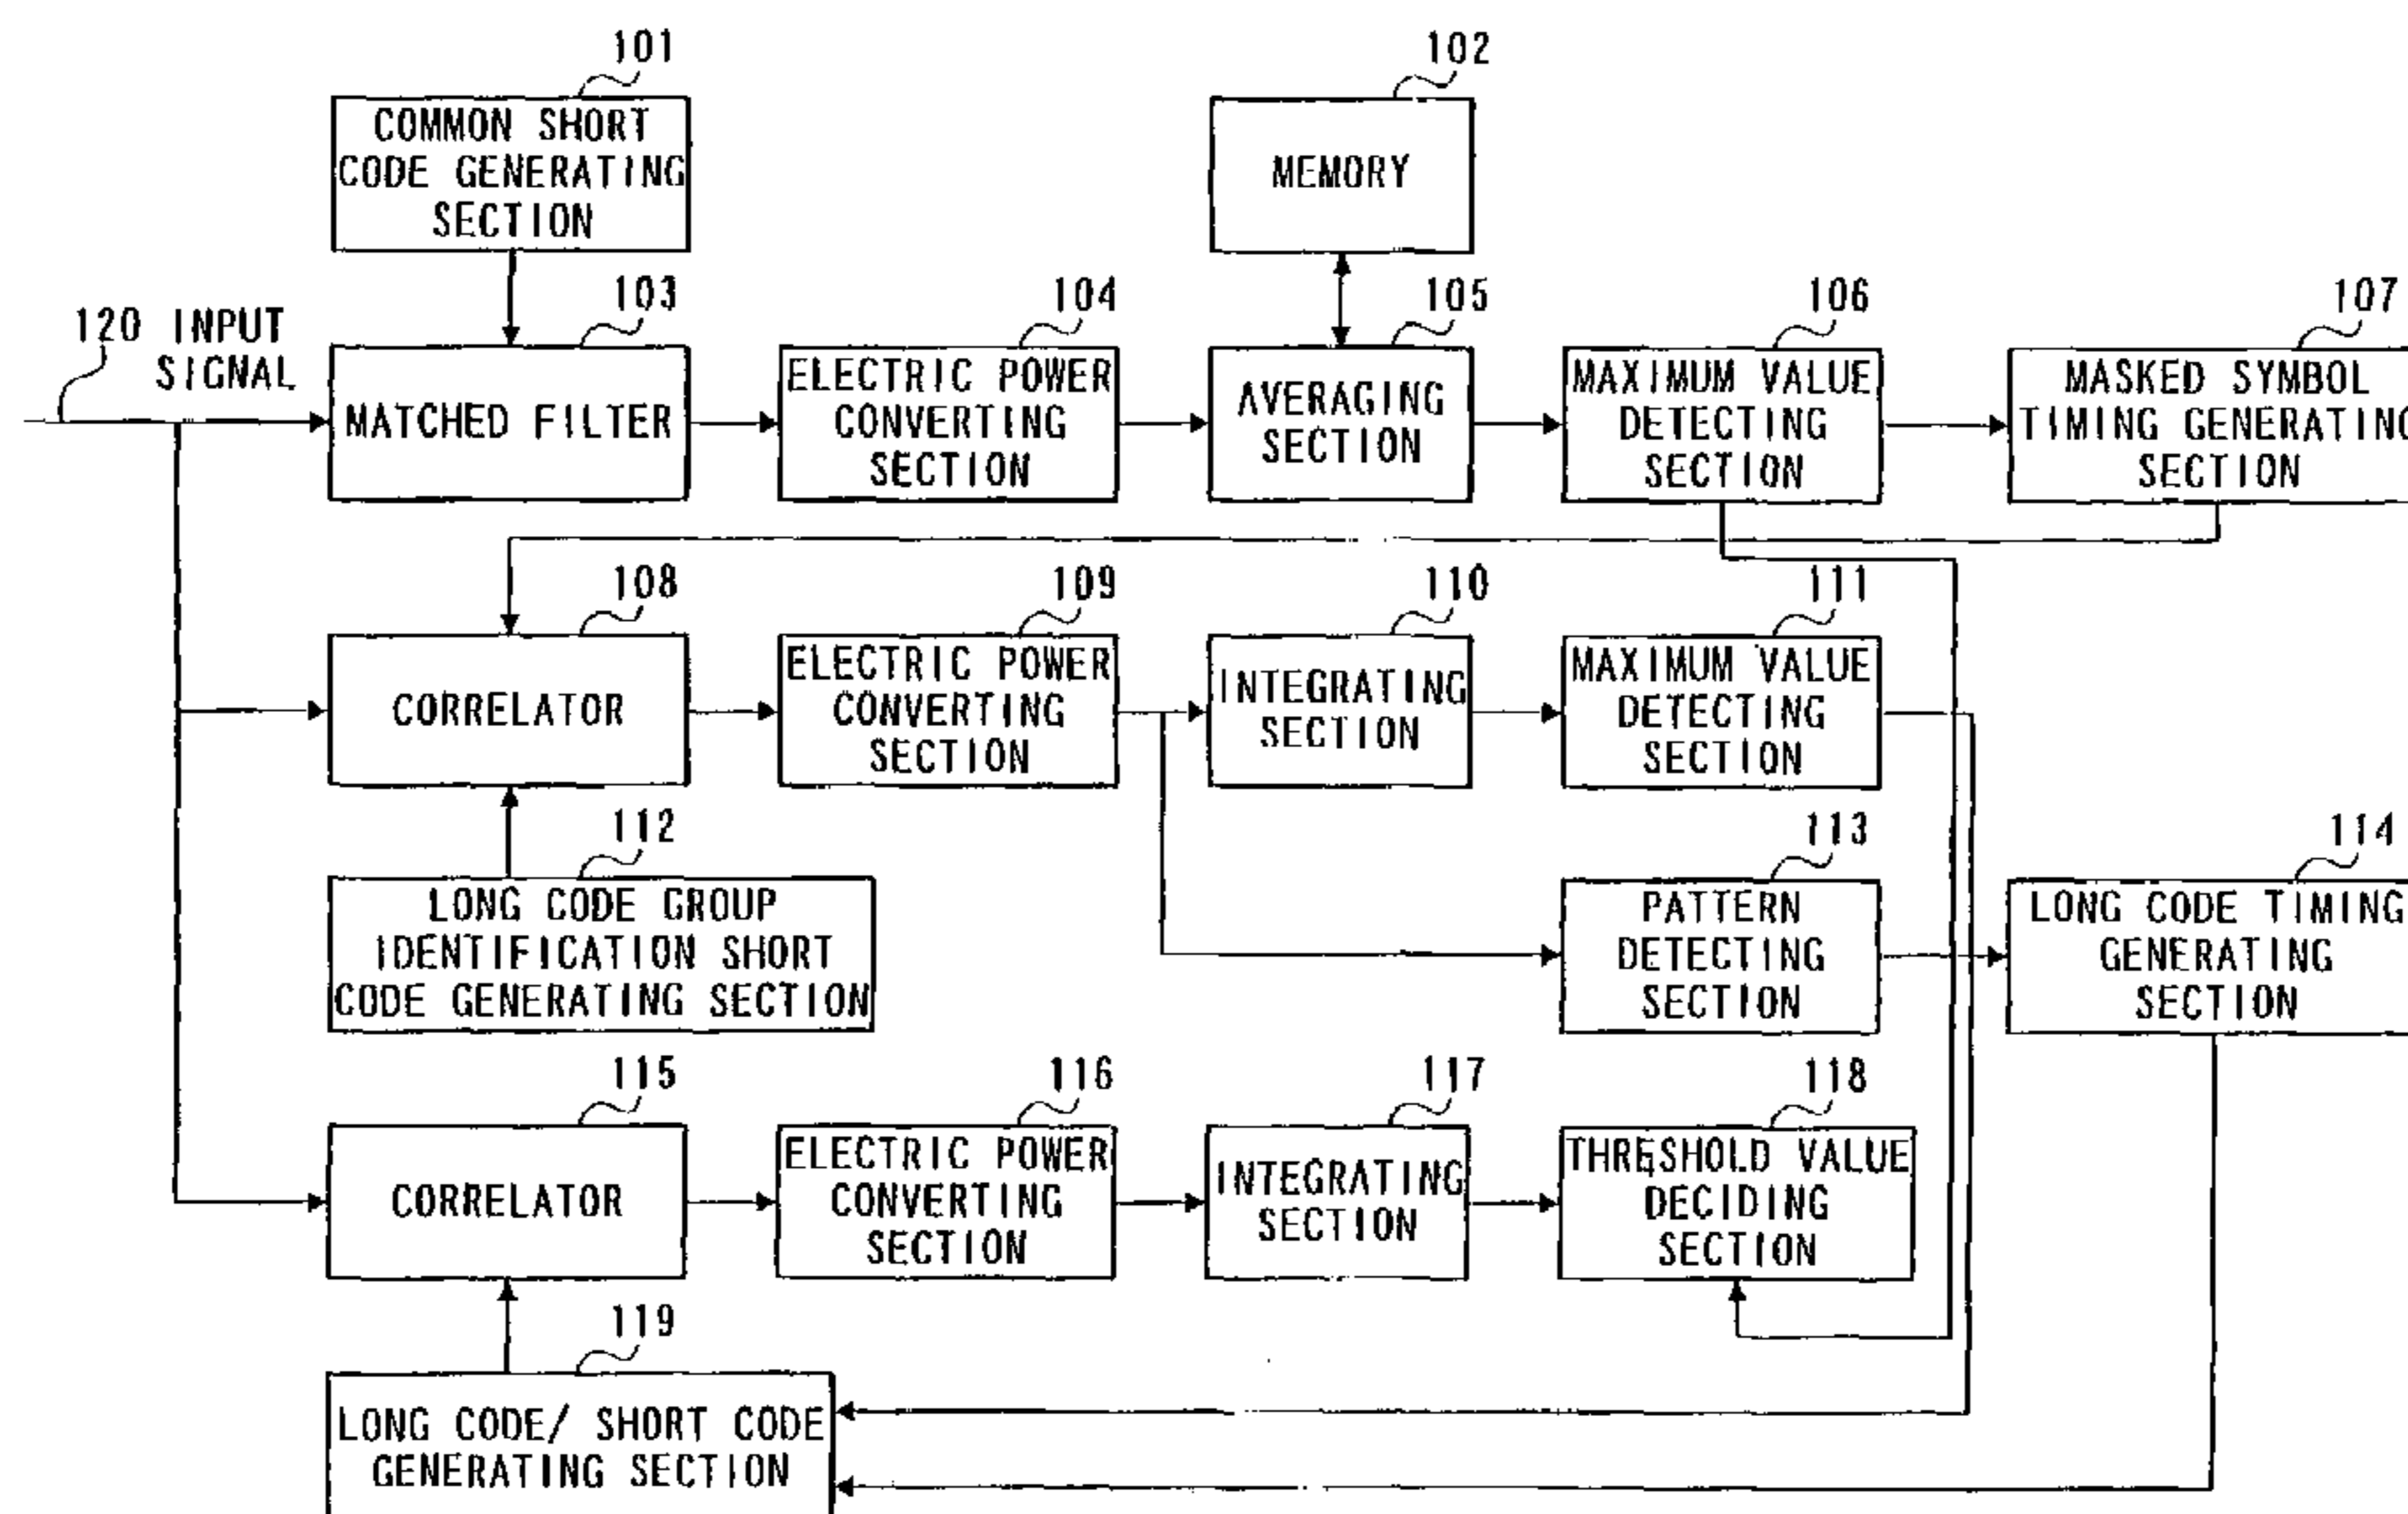 101
COMMON SHORT
CODE GENERATING
SECTION
102
MEMORY
120 INPUT
SIGNAL
103
MATCHED FILTER
104
ELECTRIC POWER
CONVERTING
SECTION
105
AVERAGING
SECTION
106
MAXIMUM VALUE
DETECTING
SECTION
107
MASKED SYMBOL
TIMING GENERATING
SECTION
108
CORRELATOR
109
ELECTRIC POWER
CONVERTING
SECTION
110
INTEGRATING
SECTION
111
MAXIMUM VALUE
DETECTING
SECTION
112
LONG CODE GROUP
IDENTIFICATION SHORT
CODE GENERATING SECTION
113
PATTERN
DETECTING
SECTION
114
LONG CODE TIMING
GENERATING
SECTION
115
CORRELATOR
116
ELECTRIC POWER
CONVERTING
SECTION
117
INTEGRATING
SECTION
118
THRESHOLD VALUE
DECIDING
SECTION
119
LONG CODE/ SHORT CODE
GENERATING SECTION